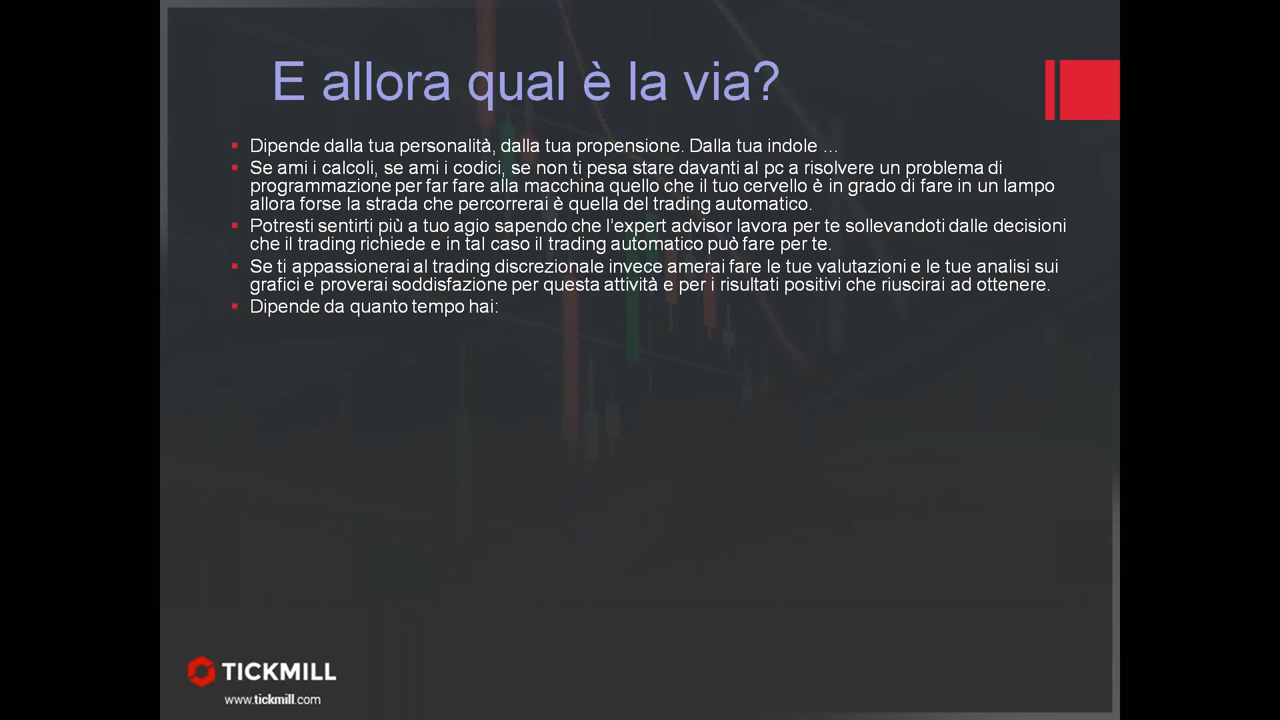 E allora qual è la via?
Dipende dalla tua personalità, dalla tua propensione. Dalla tua indole ...
Se ami i calcoli, se ami i codici, se non ti pesa stare davanti al pc a risolvere un problema di
programmazione per far fare alla macchina quello che il tuo cervello è in grado di fare in un lampo
allora forse la strada che percorrerai è quella del trading automatico.
Potresti sentirti più a tuo agio sapendo che l’expert advisor lavora per te sollevandoti dalle decisioni
che il trading richiede e in tal caso il trading automatico può fare per te.
Se ti appassionerai al trading discrezionale invece amerai fare le tue valutazioni e le tue analisi sui
grafici e proverai soddisfazione per questa attività e per i risultati positivi che riuscirai ad ottenere.
Dipende da quanto tempo hai:
TICKMILL
www.tickmill.com